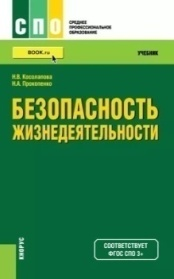 СПО
СРЕДНЕЕ
ПРОФЕССИОНАЛЬНОЕ
ОБРАЗОВАНИЕ
BOOK.ru
УЧЕБНИК
Н.В. Косолапова
Н.А. Прокопенко
БЕЗОПАСНОСТЬ
ЖИЗНЕДЕЯТЕЛЬНОСТИ
КНОРУС
СООТВЕТСТВУЕТ
ФГОС СПО 3+